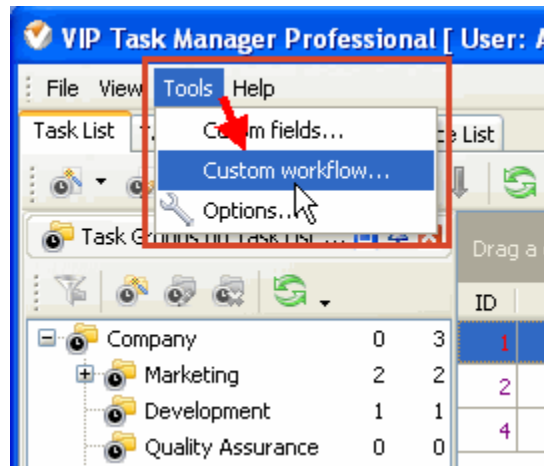 VIP Task Manager Professional [ User: A
File View Tools Help
Task List
Custom fields...
e List
Custom workflow...
Options...
Task Groups on Task List ...
Drag a
ID
Company 0 3
1
Marketing 2 2
2
Development 1 1
4
Quality Assurance 0 0